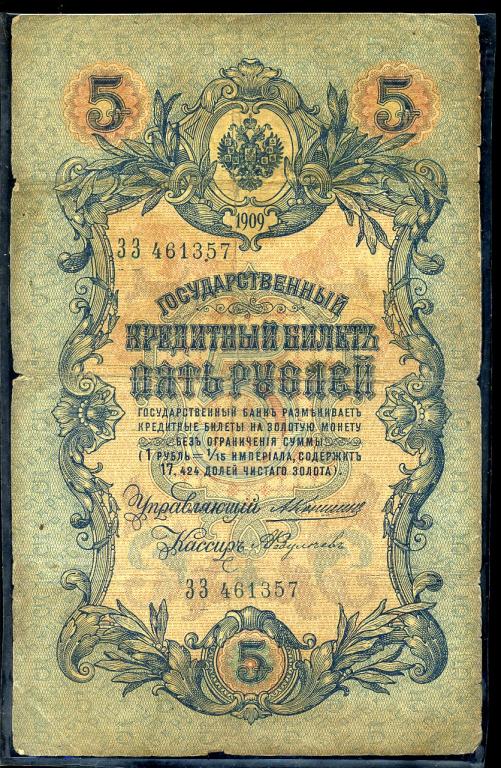 5 5
1909
ЗЗ 461357
ГОСУДАРСТВЕННЫЙ
КРЕДИТНЫЙ БИЛЕТЪ
ПЯТЬ РУБЛЕЙ
ГОСУДАРСТВЕННЫЙ БАНКЪ РАЗМѢНИВАЕТЪ
КРЕДИТНЫЕ БИЛЕТЫ НА ЗОЛОТУЮ МОНЕТУ
БЕЗЪ ОГРАНИЧЕНІЯ СУММЫ
(1 РУБЛЬ = 1/15 ИМПЕРІАЛА, СОДЕРЖИТЪ
17,424 ДОЛЕЙ ЧИСТАГО ЗОЛОТА).
Управляющій
Кассиръ
ЗЗ 461357
5